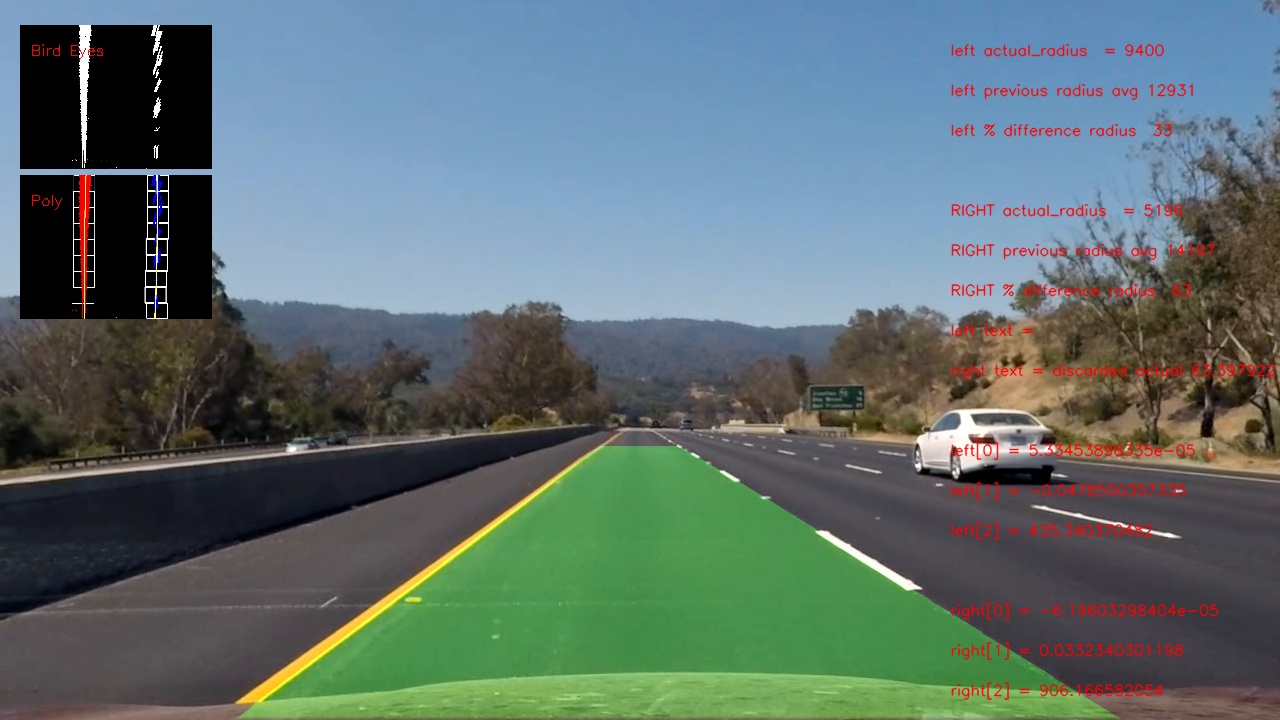 Bird Eyes
Poly
left actual_radius = 9400
left previous radius avg 12931
left % difference radius 33
RIGHT actual_radius = 5196
RIGHT previous radius avg 14197
RIGHT % difference radius 63
left text =
right text = discarded actual 63.397922
left[0] = 5.33453898335e-05
left[1] = -0.0478550357335
left[2] = 435.340370482
right[0] = -6.19603298404e-05
right[1] = 0.0332340301198
right[2] = 906.166582054